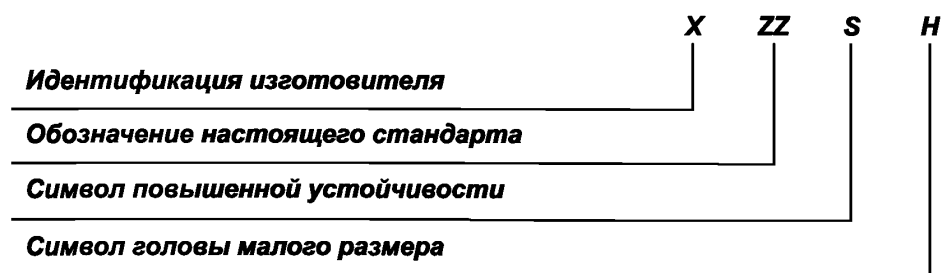 X ZZ S H
Идентификация изготовителя
Обозначение настоящего стандарта
Символ повышенной устойчивости
Символ головы малого размера